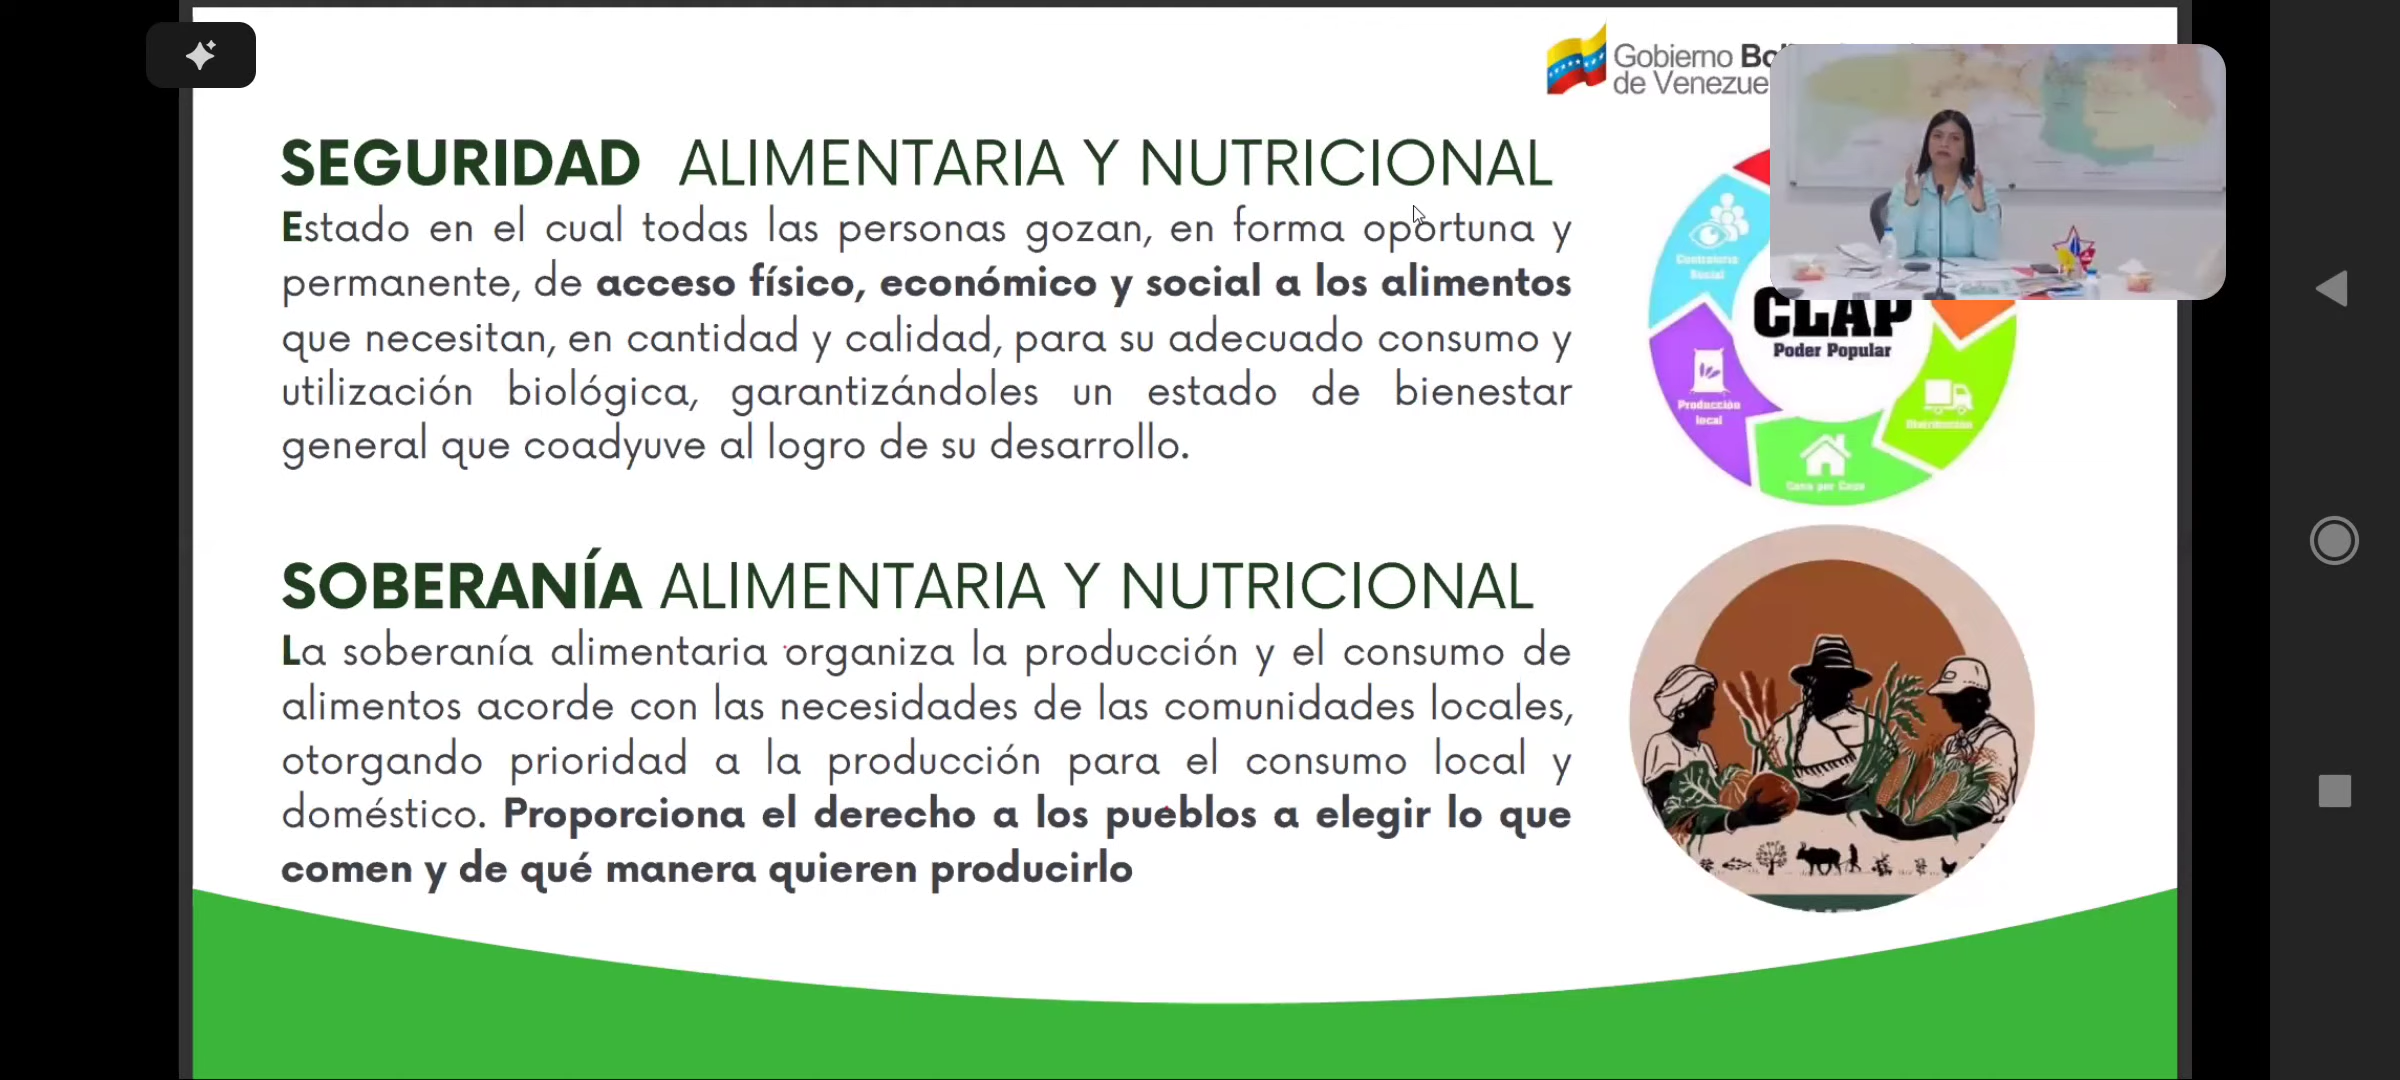 Gobierno
de Venezue
SEGURIDAD ALIMENTARIA Y NUTRICIONAL
Estado en el cual todas las personas gozan, en forma oportuna y
permanente, de acceso físico, económico y social a los alimentos
que necesitan, en cantidad y calidad, para su adecuado consumo y
utilización biológica, garantizándoles un estado de bienestar
general que coadyuve al logro de su desarrollo.
Contraloria
Social
CLAP
Poder Popular
Producción
local
Distribución
Casa por Casa
SOBERANÍA ALIMENTARIA Y NUTRICIONAL
La soberanía alimentaria organiza la producción y el consumo de
alimentos acorde con las necesidades de las comunidades locales,
otorgando prioridad a la producción para el consumo local y
doméstico. Proporciona el derecho a los pueblos a elegir lo que
comen y de qué manera quieren producirlo